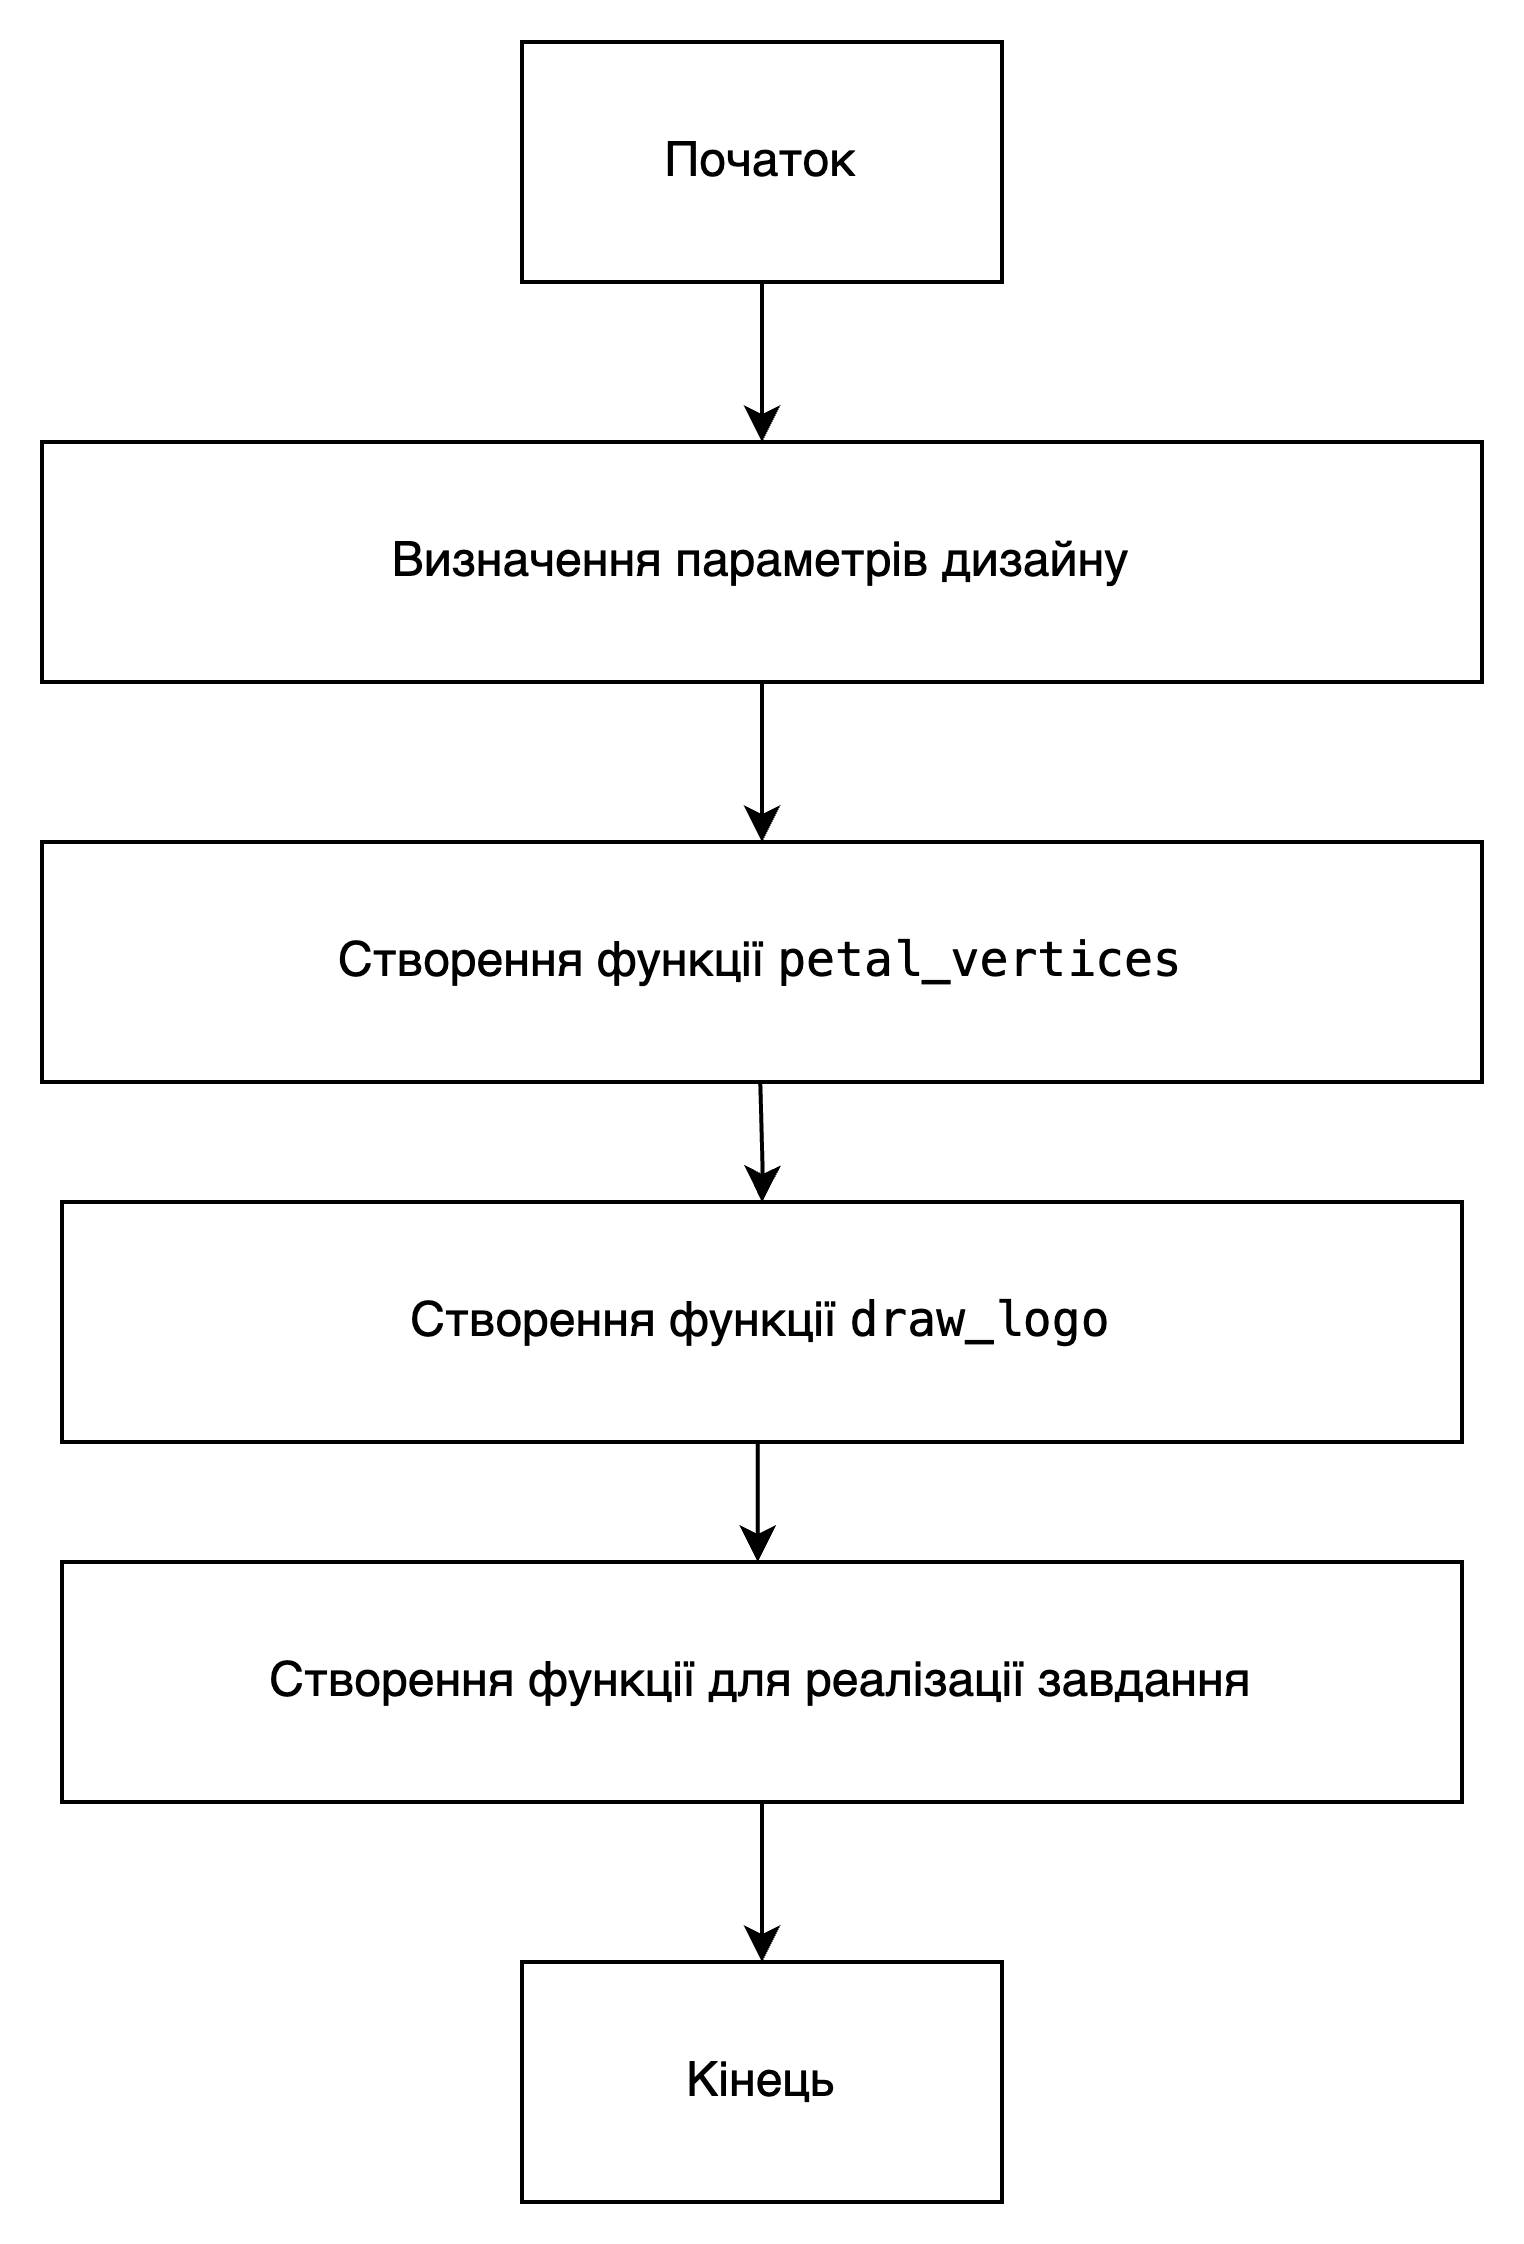 Початок
Визначення параметрів дизайну
Створення функції petal_vertices
Створення функції draw_logo
Створення функції для реалізації завдання
Кінець